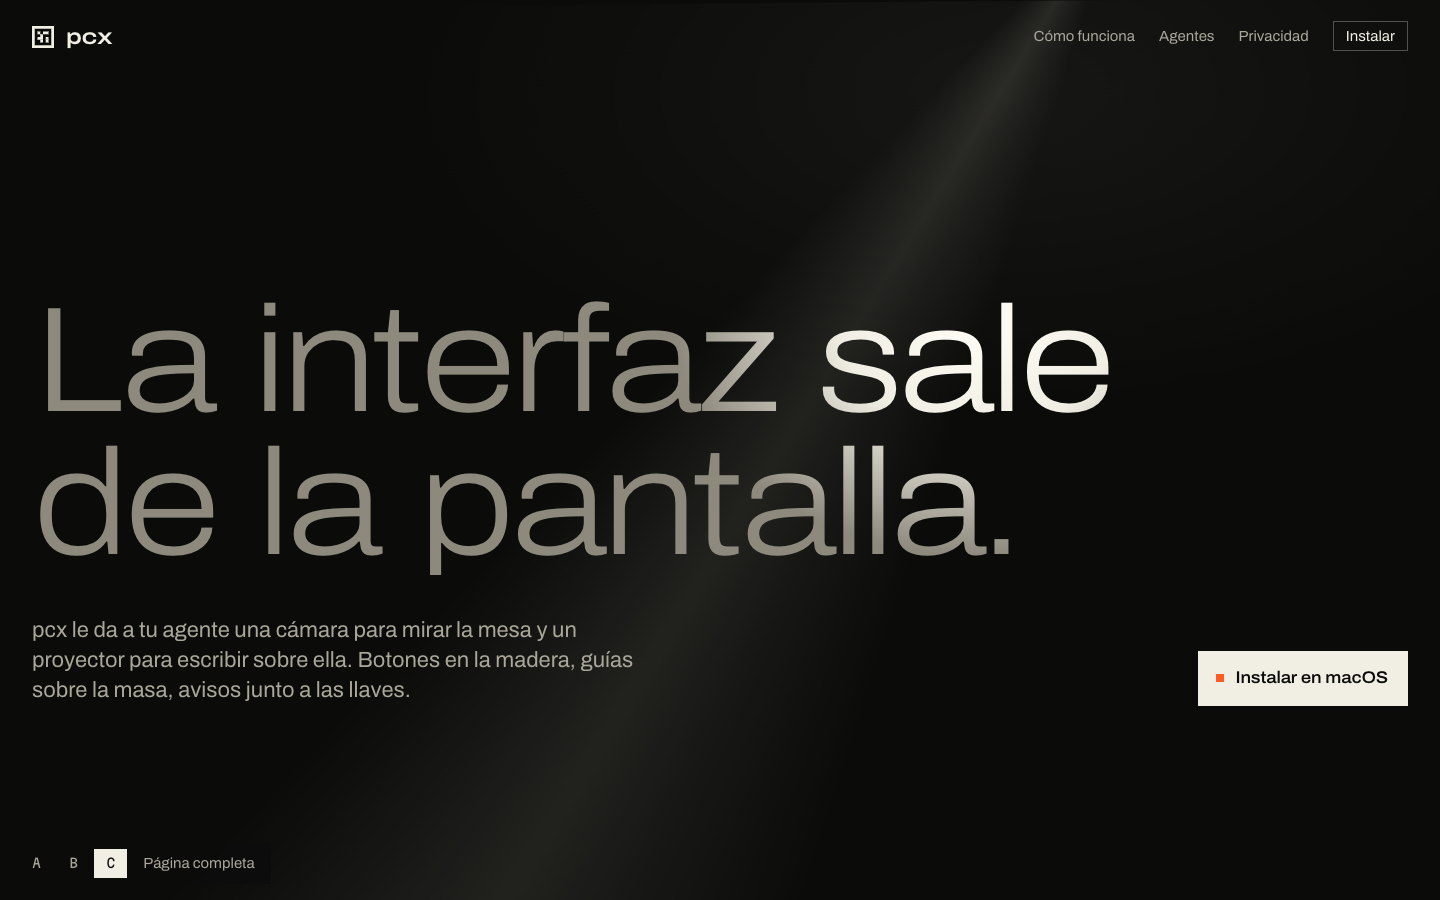 pcx
Cómo funciona
Agentes
Privacidad
Instalar
La interfaz sale
de la pantalla.
pcx le da a tu agente una cámara para mirar la mesa y un
proyector para escribir sobre ella. Botones en la madera, guías
sobre la masa, avisos junto a las llaves.
Instalar en macOS
A B C Página completa